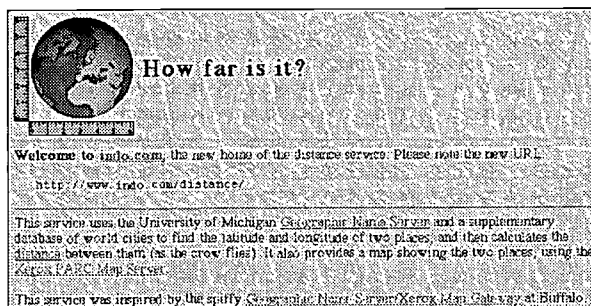 How far is it?
Welcome to indo.com, the new home of the distance service. Please note the new URL:
http://www.indo.com/distance/
This service uses the University of Michigan Geographic Name Server and a supplementary
database of world cities to find the latitude and longitude of two places, and then calculates the
distance between them (as the crow flies). It also provides a map showing the two places, using the
Xerox PARC Map Server.
This service was inspired by the spiffy Geographic Name Server/Xerox Map Gateway at Buffalo.